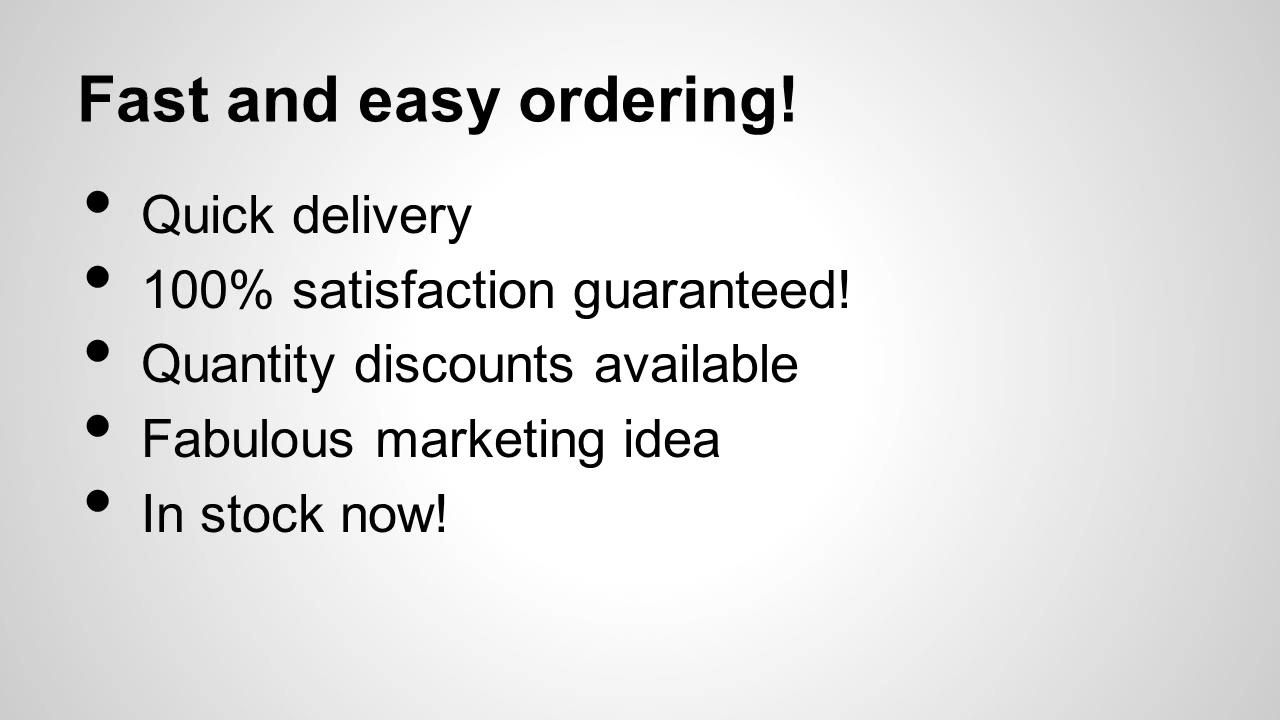 Fast and easy ordering!
• Quick delivery
• 100% satisfaction guaranteed!
• Quantity discounts available
• Fabulous marketing idea
• In stock now!